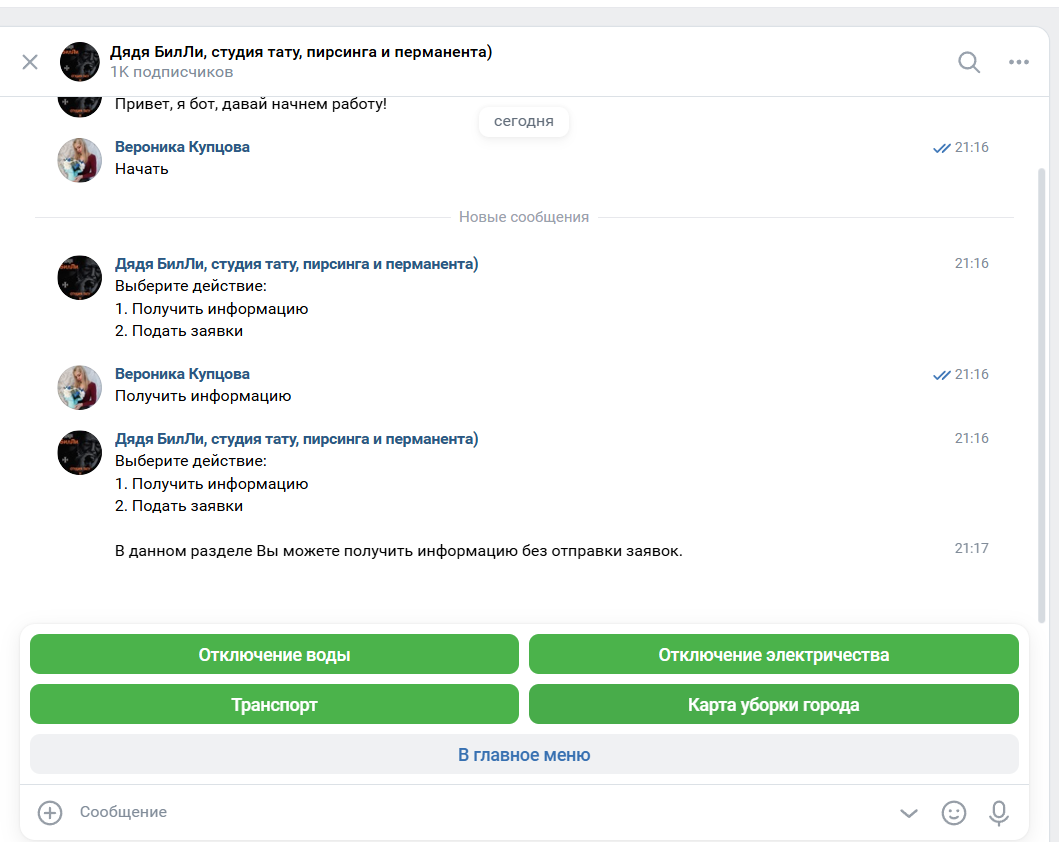 Дядя БилЛи, студия тату, пирсинга и перманента)
1K подписчиков
Привет, я бот, давай начнем работу!
сегодня
Вероника Купцова
21:16
Начать
Новые сообщения
Дядя БилЛи, студия тату, пирсинга и перманента)
21:16
Выберите действие:
1. Получить информацию
2. Подать заявки
Вероника Купцова
21:16
Получить информацию
Дядя БилЛи, студия тату, пирсинга и перманента)
21:16
Выберите действие:
1. Получить информацию
2. Подать заявки
В данном разделе Вы можете получить информацию без отправки заявок.
21:17
Отключение воды
Отключение электричества
Транспорт
Карта уборки города
В главное меню
Сообщение